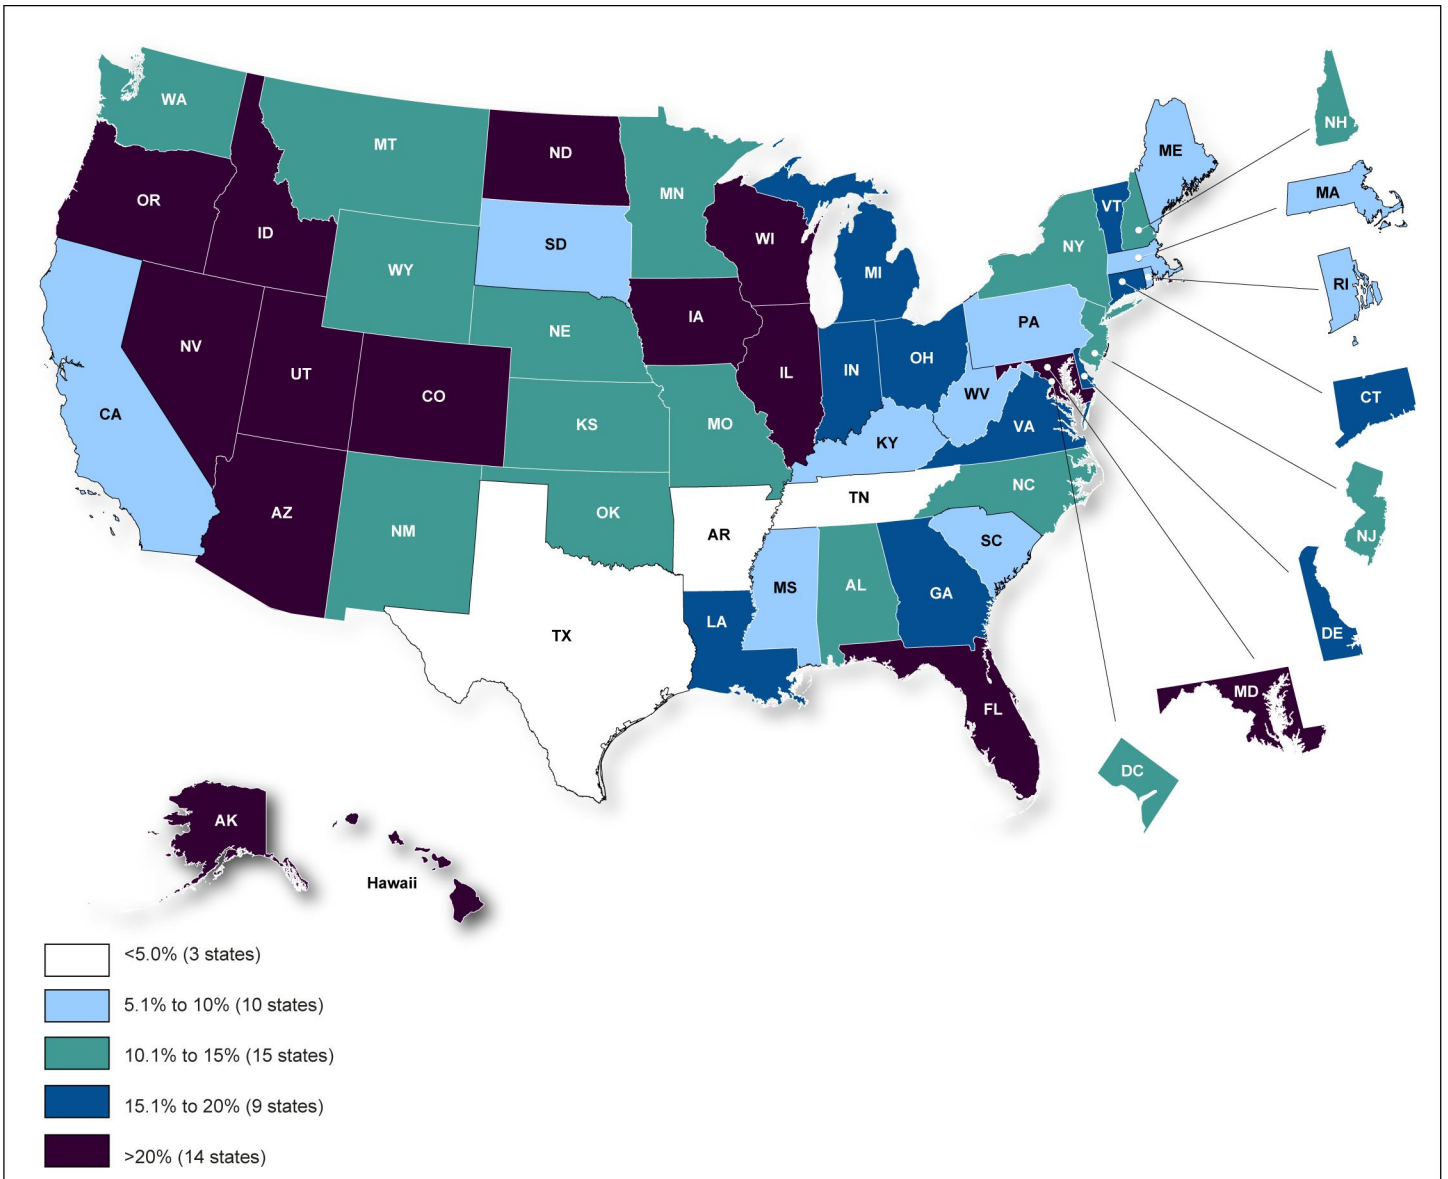 WA
MT
ND
MN
OR
ID
WY
SD
WI
MI
NY
VT
ME
NH
MA
RI
CT
NJ
DE
MD
DC
NV
UT
CO
NE
IA
IL
IN
OH
PA
WV
VA
KY
CA
KS
MO
AZ
NM
OK
AR
TN
NC
SC
TX
LA
MS
AL
GA
FL
AK
Hawaii
<5.0% (3 states)
5.1% to 10% (10 states)
10.1% to 15% (15 states)
15.1% to 20% (9 states)
>20% (14 states)